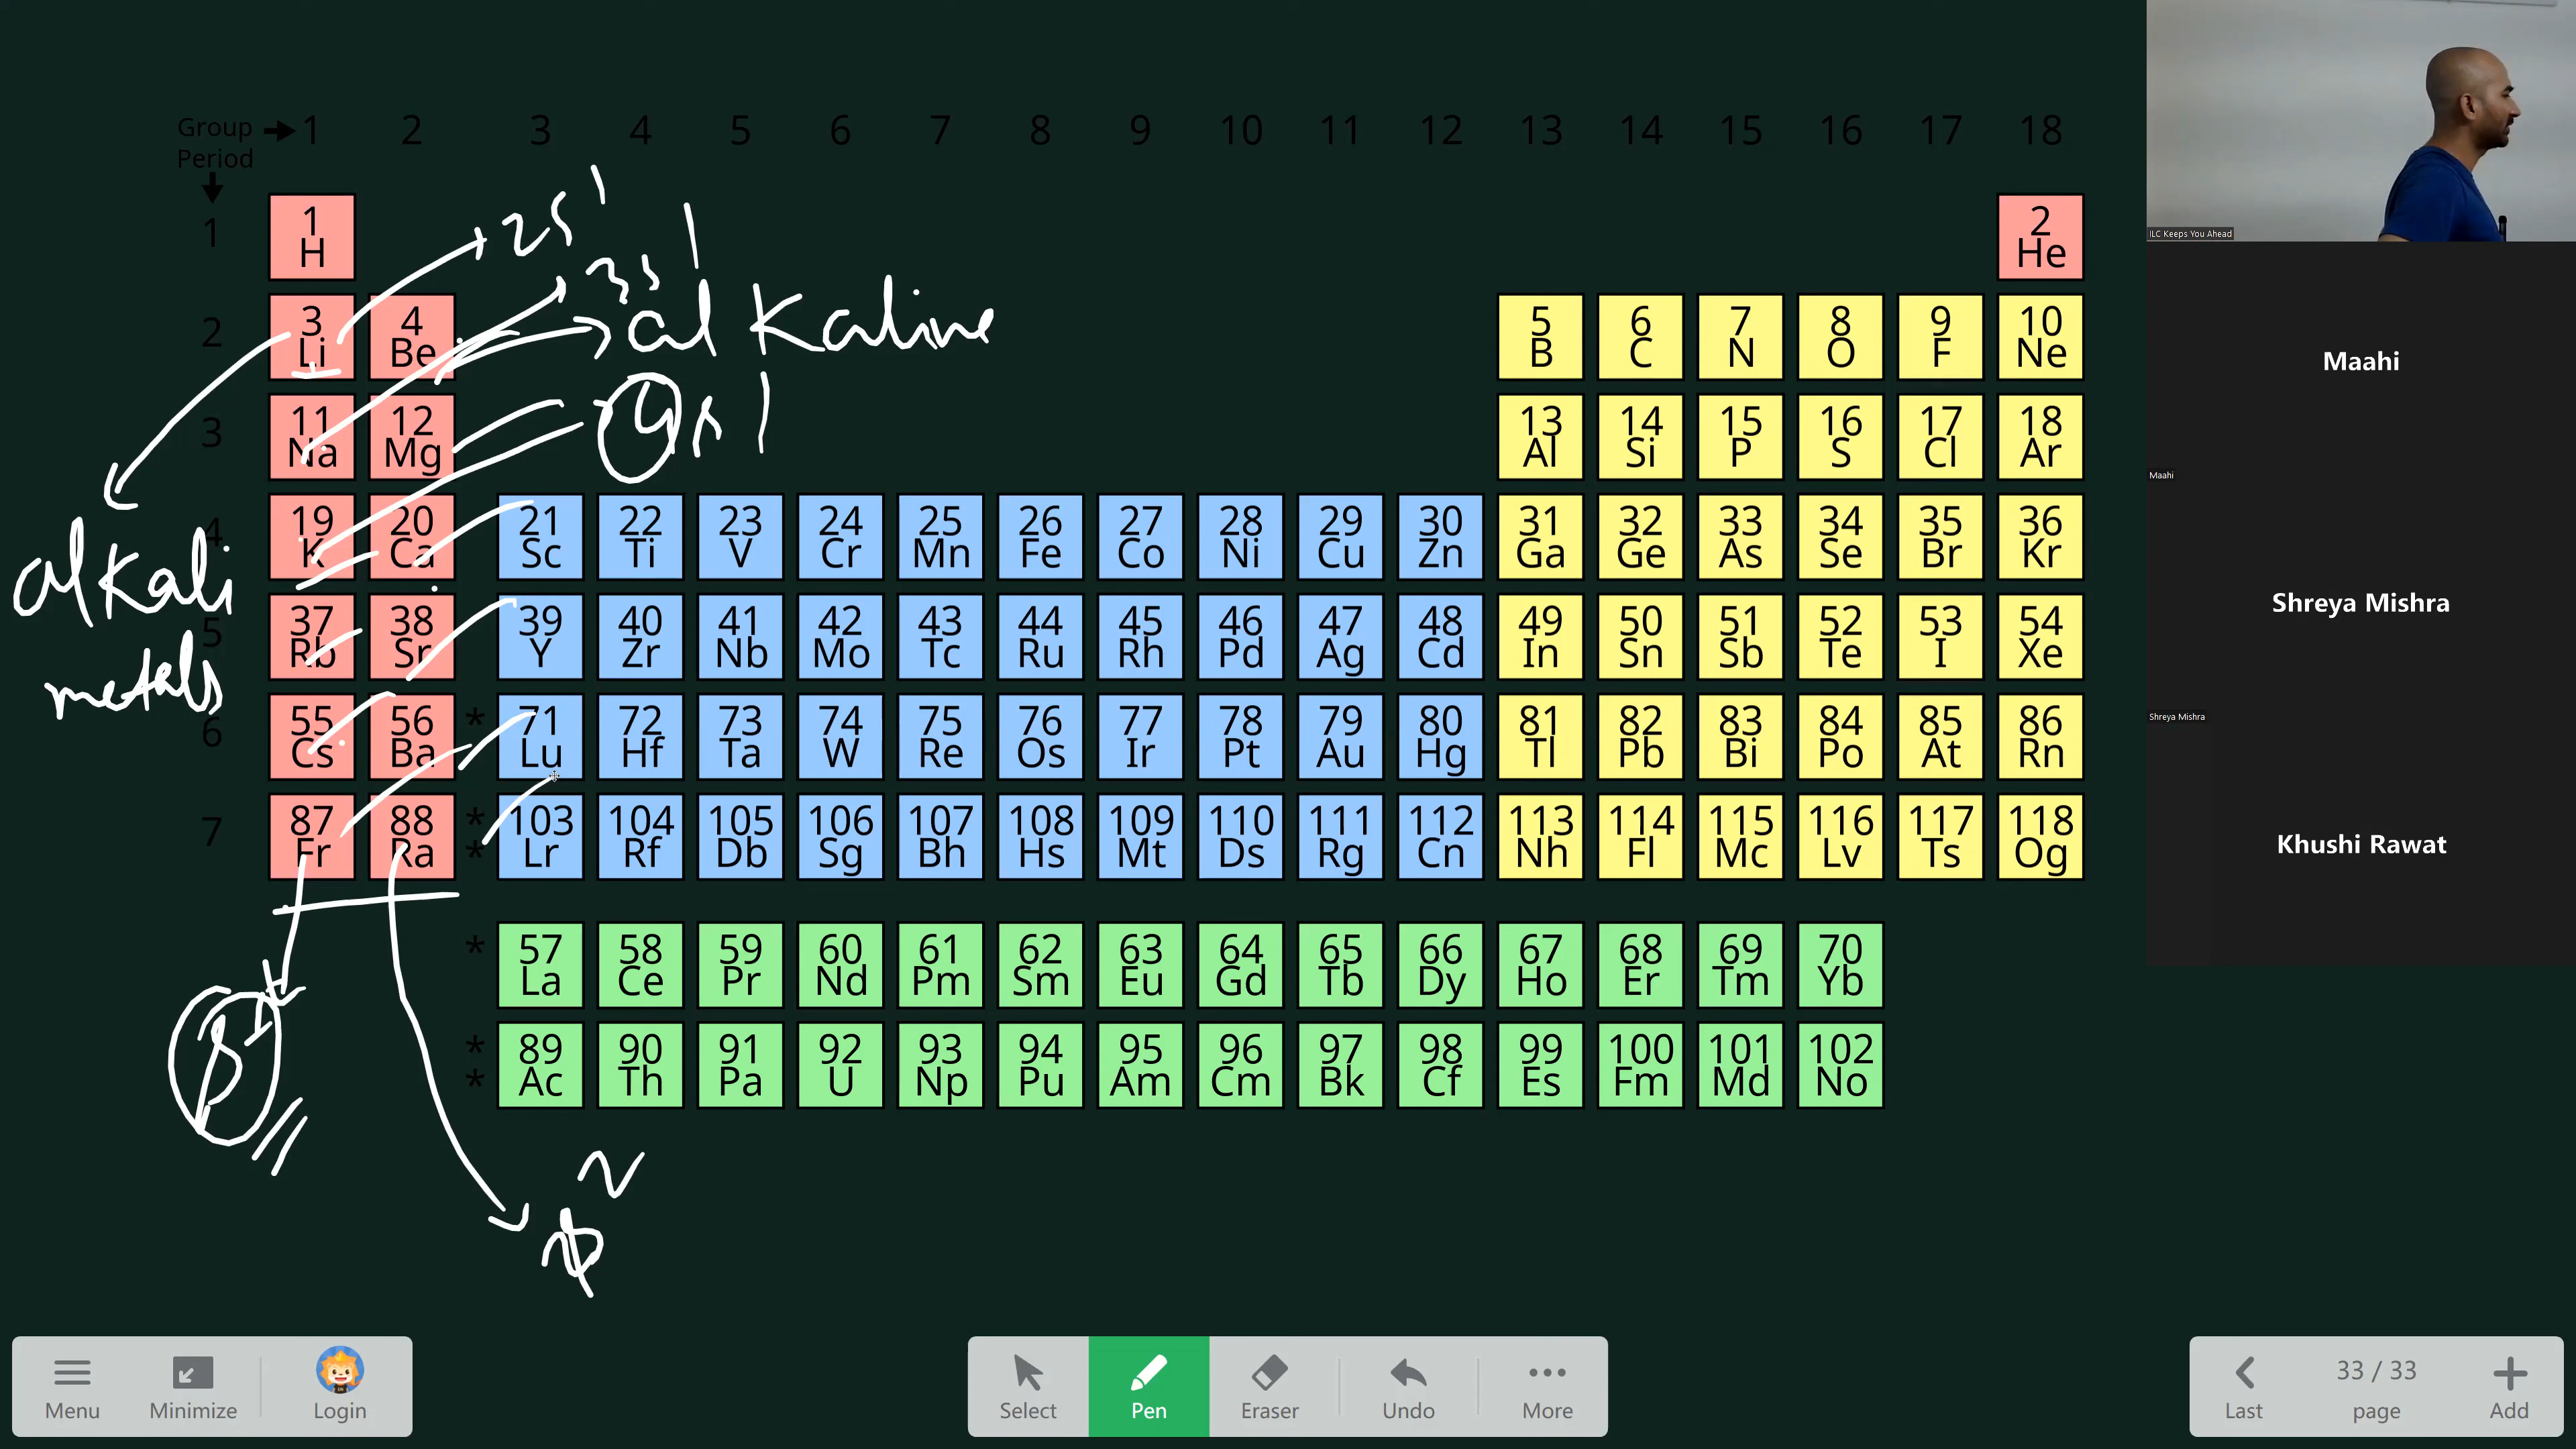 Group 1 2 3 4 5 6 7 8 9 10 11 12 13 14 15 16 17 18
Period
1 1 H 2 He
2s¹
3s¹
2 3 Li 4 Be alkaline 5 B 6 C 7 N 8 O 9 F 10 Ne
3 11 Na 12 Mg 4s1 13 Al 14 Si 15 P 16 S 17 Cl 18 Ar
4 19 K 20 Ca 21 Sc 22 Ti 23 V 24 Cr 25 Mn 26 Fe 27 Co 28 Ni 29 Cu 30 Zn 31 Ga 32 Ge 33 As 34 Se 35 Br 36 Kr
alkali
metals
5 37 Rb 38 Sr 39 Y 40 Zr 41 Nb 42 Mo 43 Tc 44 Ru 45 Rh 46 Pd 47 Ag 48 Cd 49 In 50 Sn 51 Sb 52 Te 53 I 54 Xe
6 55 Cs 56 Ba * 71 Lu 72 Hf 73 Ta 74 W 75 Re 76 Os 77 Ir 78 Pt 79 Au 80 Hg 81 Tl 82 Pb 83 Bi 84 Po 85 At 86 Rn
7 87 Fr 88 Ra * * 103 Lr 104 Rf 105 Db 106 Sg 107 Bh 108 Hs 109 Mt 110 Ds 111 Rg 112 Cn 113 Nh 114 Fl 115 Mc 116 Lv 117 Ts 118 Og
* 57 La 58 Ce 59 Pr 60 Nd 61 Pm 62 Sm 63 Eu 64 Gd 65 Tb 66 Dy 67 Ho 68 Er 69 Tm 70 Yb
* * 89 Ac 90 Th 91 Pa 92 U 93 Np 94 Pu 95 Am 96 Cm 97 Bk 98 Cf 99 Es 100 Fm 101 Md 102 No
ILC Keeps You Ahead
Maahi
Maahi
Shreya Mishra
Shreya Mishra
Khushi Rawat
Menu Minimize Login Select Pen Eraser Undo More Last 33 / 33 page Add